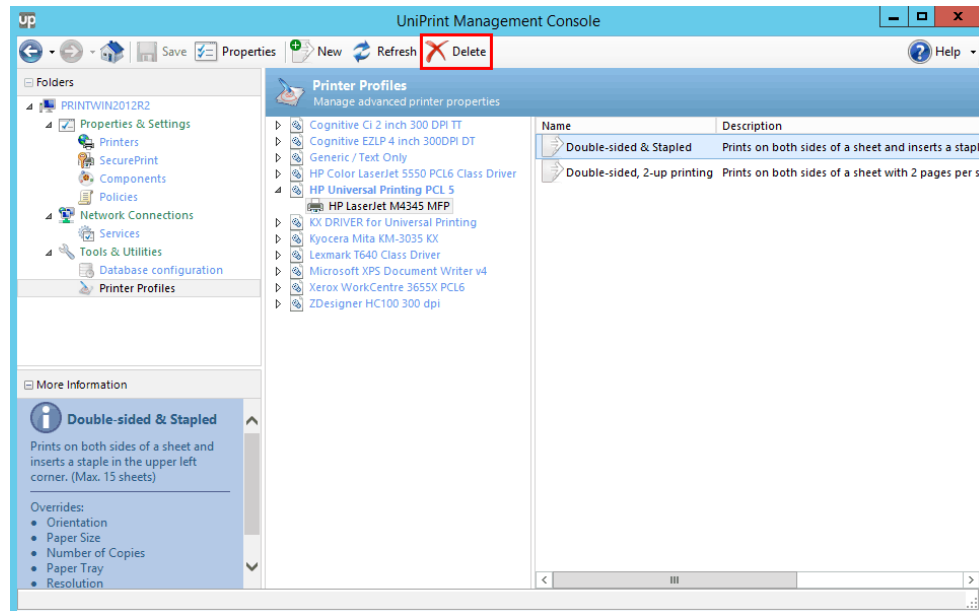 up
UniPrint Management Console
Save Properties New Refresh Delete Help
Folders
PRINTWIN2012R2
Properties & Settings
Printers
SecurePrint
Components
Policies
Network Connections
Services
Tools & Utilities
Database configuration
Printer Profiles
Printer Profiles
Manage advanced printer properties
Cognitive Ci 2 inch 300 DPI TT
Cognitive EZLP 4 inch 300DPI DT
Generic / Text Only
HP Color LaserJet 5550 PCL6 Class Driver
HP Universal Printing PCL 5
HP LaserJet M4345 MFP
KX DRIVER for Universal Printing
Kyocera Mita KM-3035 KX
Lexmark T640 Class Driver
Microsoft XPS Document Writer v4
Xerox WorkCentre 3655X PCL6
ZDesigner HC100 300 dpi
Name Description
Double-sided & Stapled Prints on both sides of a sheet and inserts a stapl
Double-sided, 2-up printing Prints on both sides of a sheet with 2 pages per s
More Information
Double-sided & Stapled
Prints on both sides of a sheet and
inserts a staple in the upper left
corner. (Max. 15 sheets)
Overrides:
• Orientation
• Paper Size
• Number of Copies
• Paper Tray
• Resolution